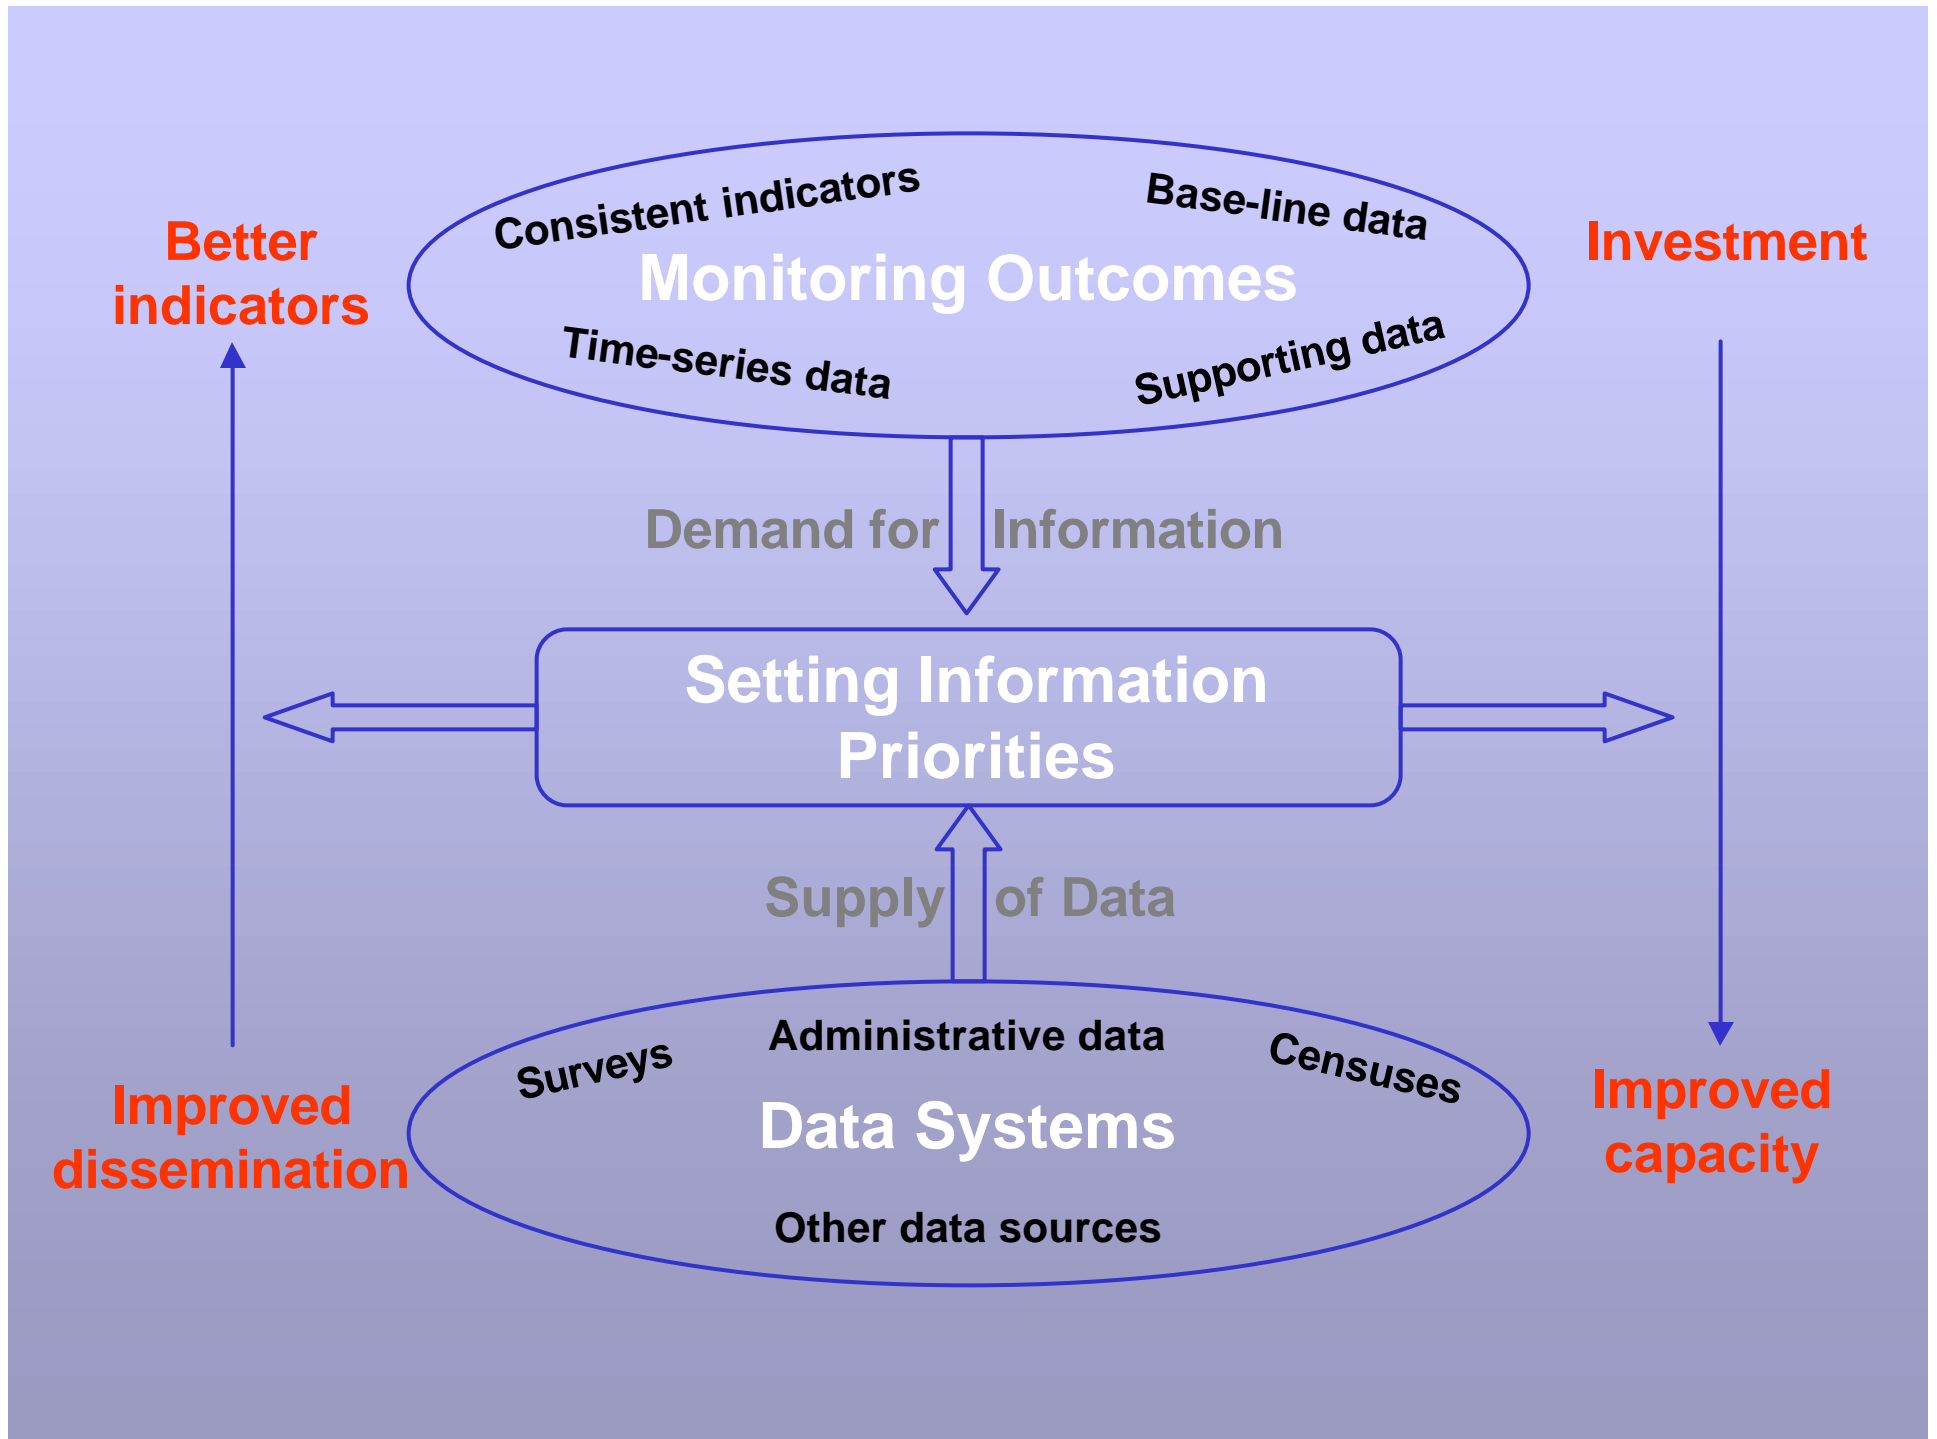 Consistent indicators
Base-line data
Better
indicators
Monitoring Outcomes
Investment
Time-series data
Supporting data
Demand for Information
Setting Information
Priorities
Supply of Data
Surveys
Administrative data
Censuses
Improved
dissemination
Data Systems
Improved
capacity
Other data sources